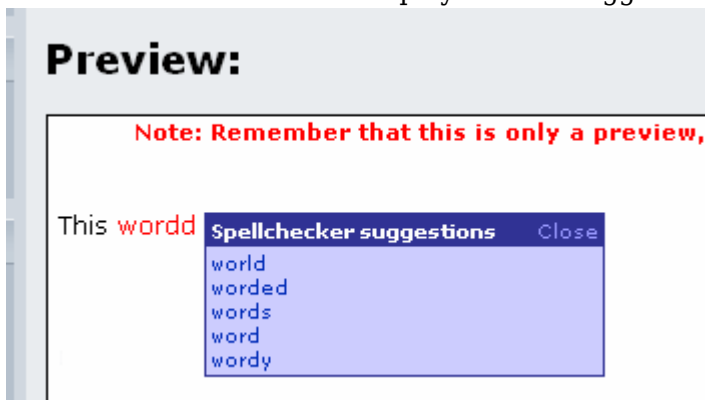 Preview:
Note: Remember that this is only a preview,
This wordd
Spellchecker suggestions Close
world
worded
words
word
wordy